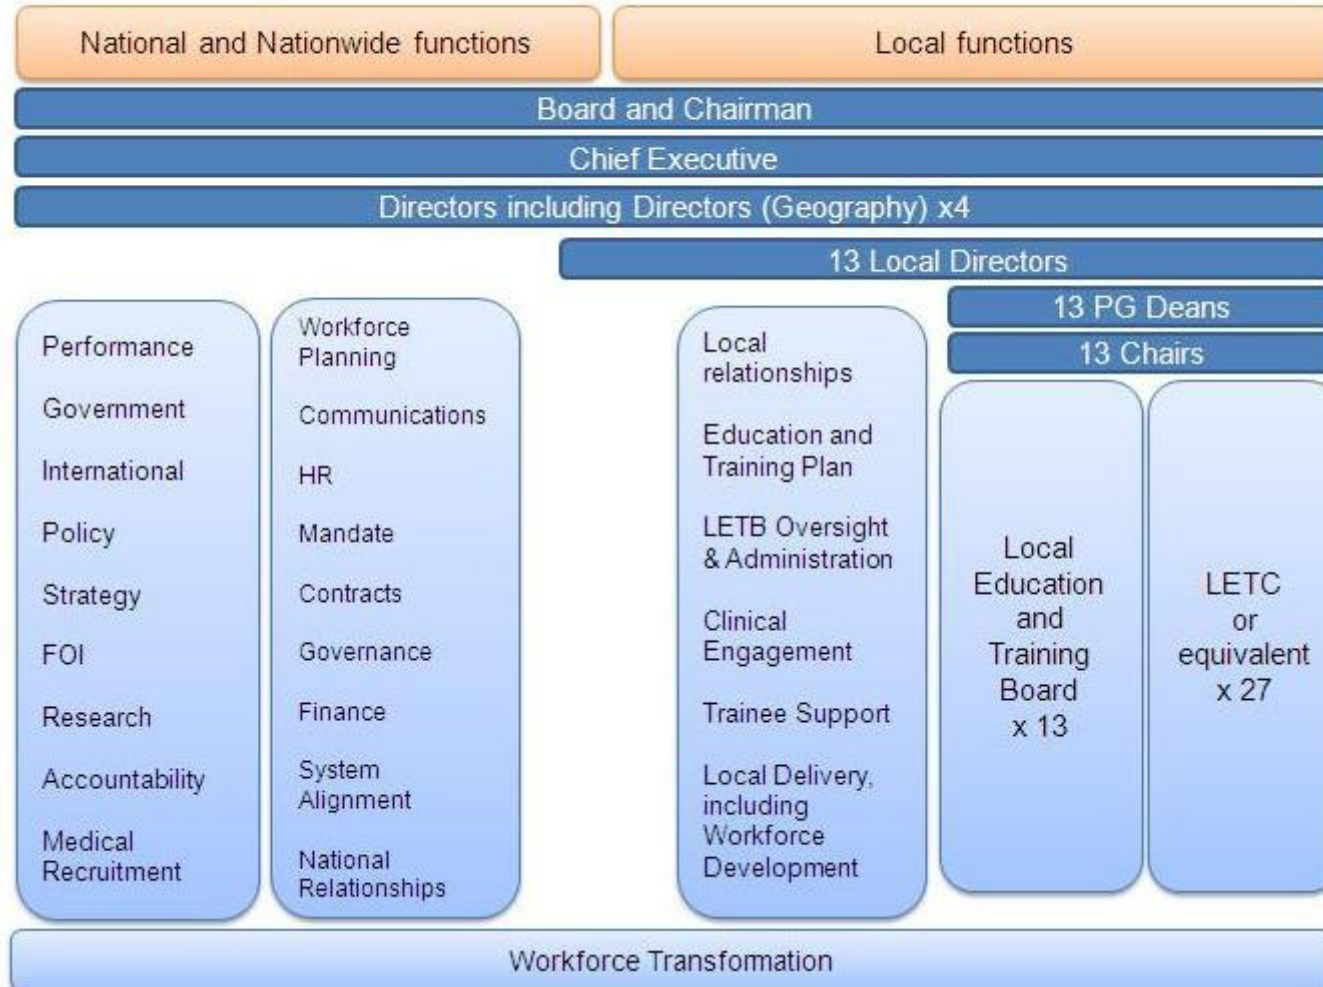 National and Nationwide functions
Local functions
Board and Chairman
Chief Executive
Directors including Directors (Geography) x4
13 Local Directors
13 PG Deans
13 Chairs
Performance
Government
International
Policy
Strategy
FOI
Research
Accountability
Medical
Recruitment
Workforce
Planning
Communications
HR
Mandate
Contracts
Governance
Finance
System
Alignment
National
Relationships
Local
relationships
Education and
Training Plan
LETB Oversight
& Administration
Clinical
Engagement
Trainee Support
Local Delivery,
including
Workforce
Development
Local
Education
and
Training
Board
x 13
LETC
or
equivalent
x 27
Workforce Transformation